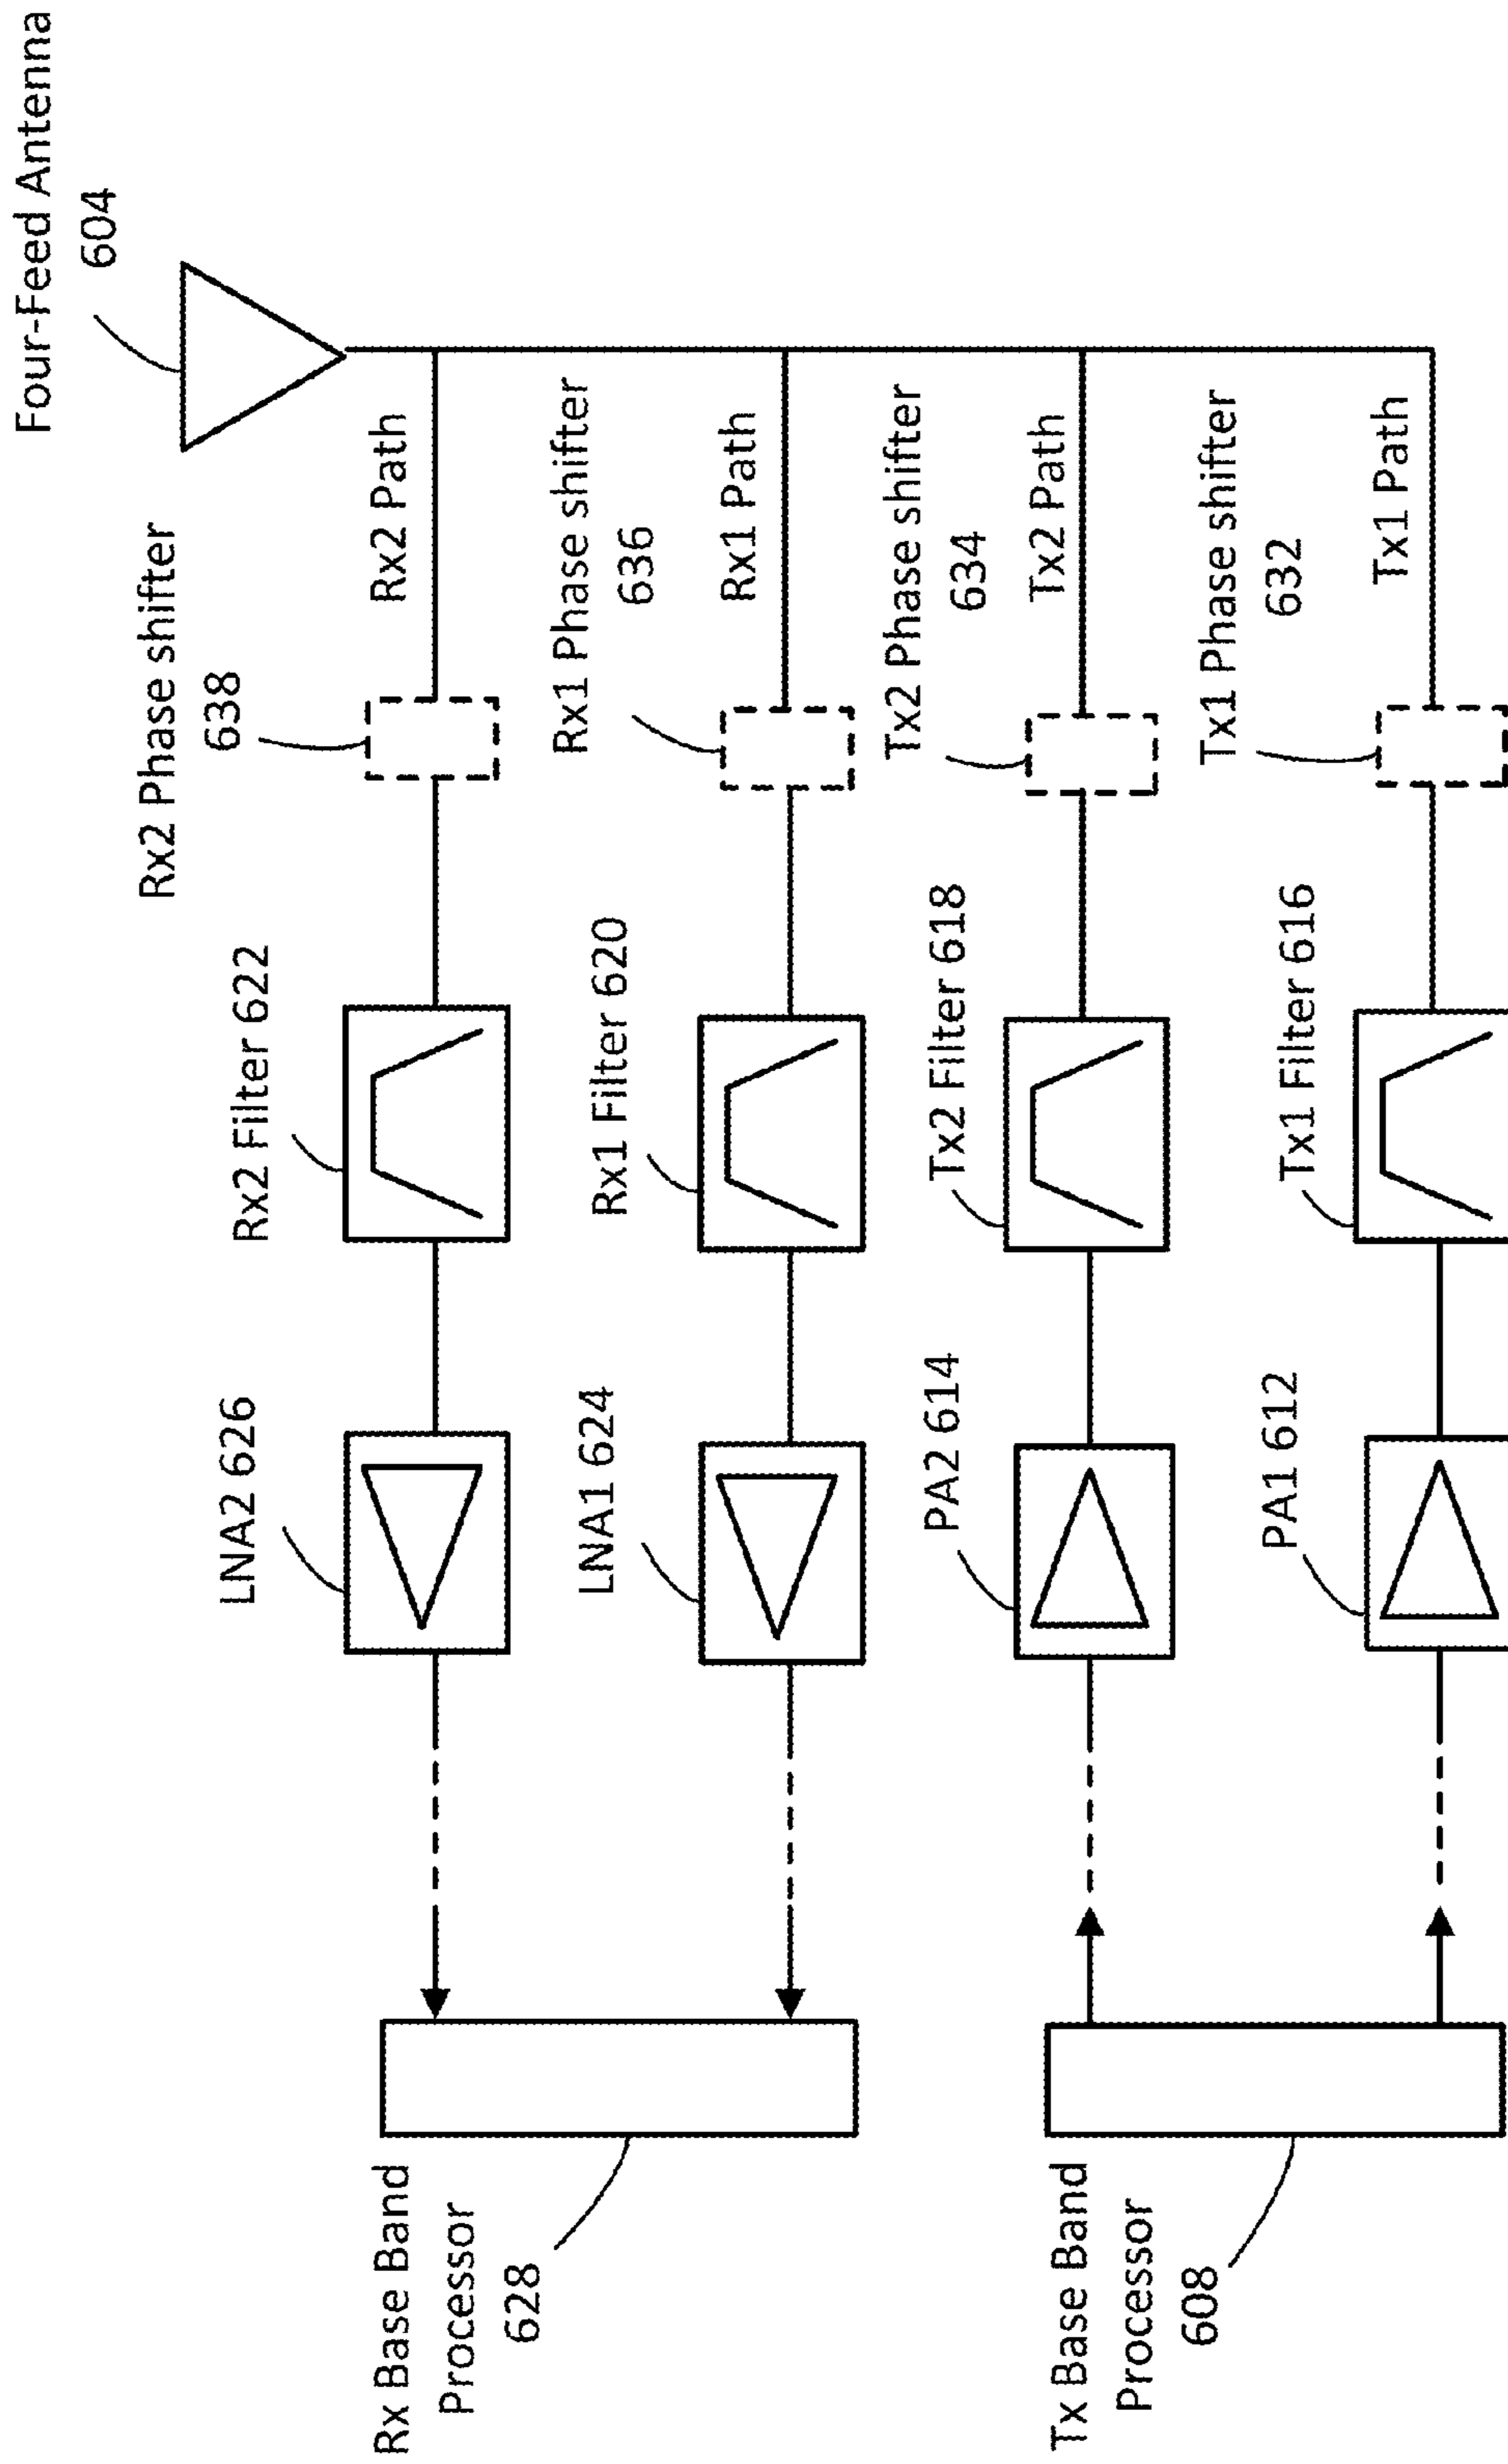 Four-Feed Antenna
604
Rx2 Phase shifter
638
Rx2 Path
Rx2 Filter 622
LNA2 626
Rx1 Phase shifter
636
Rx1 Path
Rx1 Filter 620
LNA1 624
Rx Base Band
Processor
628
Tx2 Phase shifter
634
Tx2 Path
Tx2 Filter 618
PA2 614
Tx1 Phase shifter
632
Tx1 Path
Tx1 Filter 616
PA1 612
Tx Base Band
Processor
608